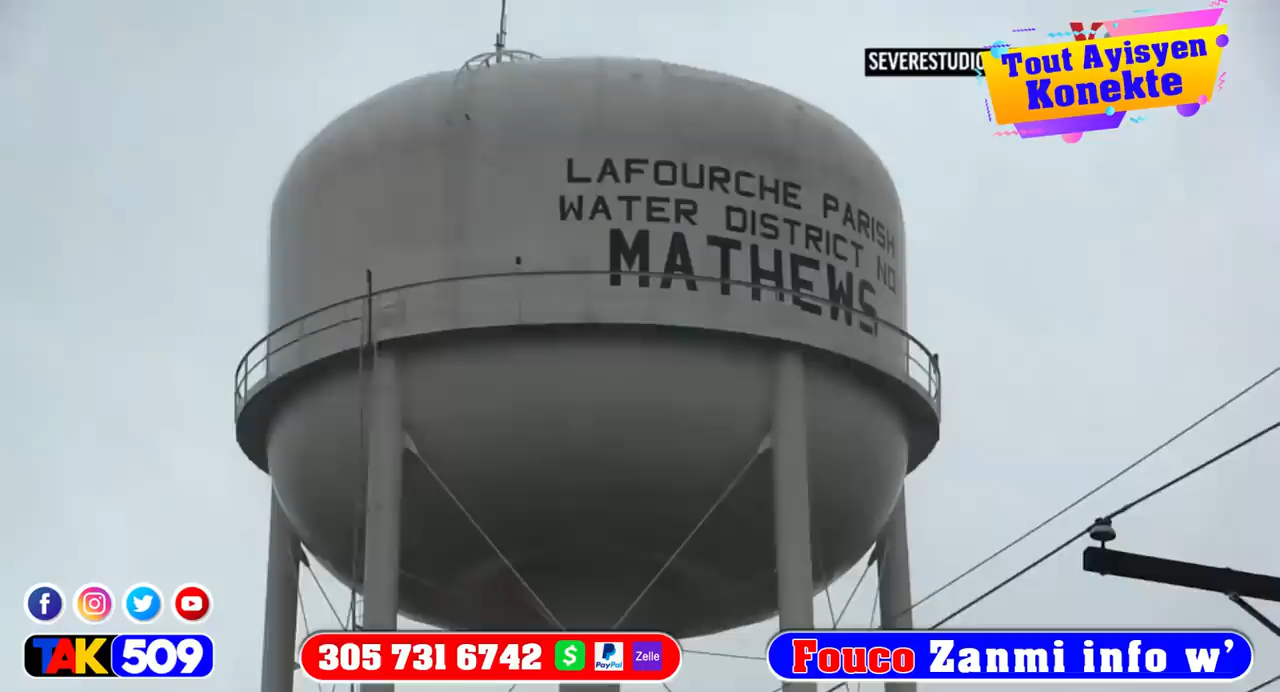 SEVERESTUDIO
Tout Ayisyen
Konekte
LAFOURCHE PARISH
WATER DISTRICT NO
MATHEWS
TAK 509
305 731 6742 $ PayPal Zelle
Fouco Zanmi info w'